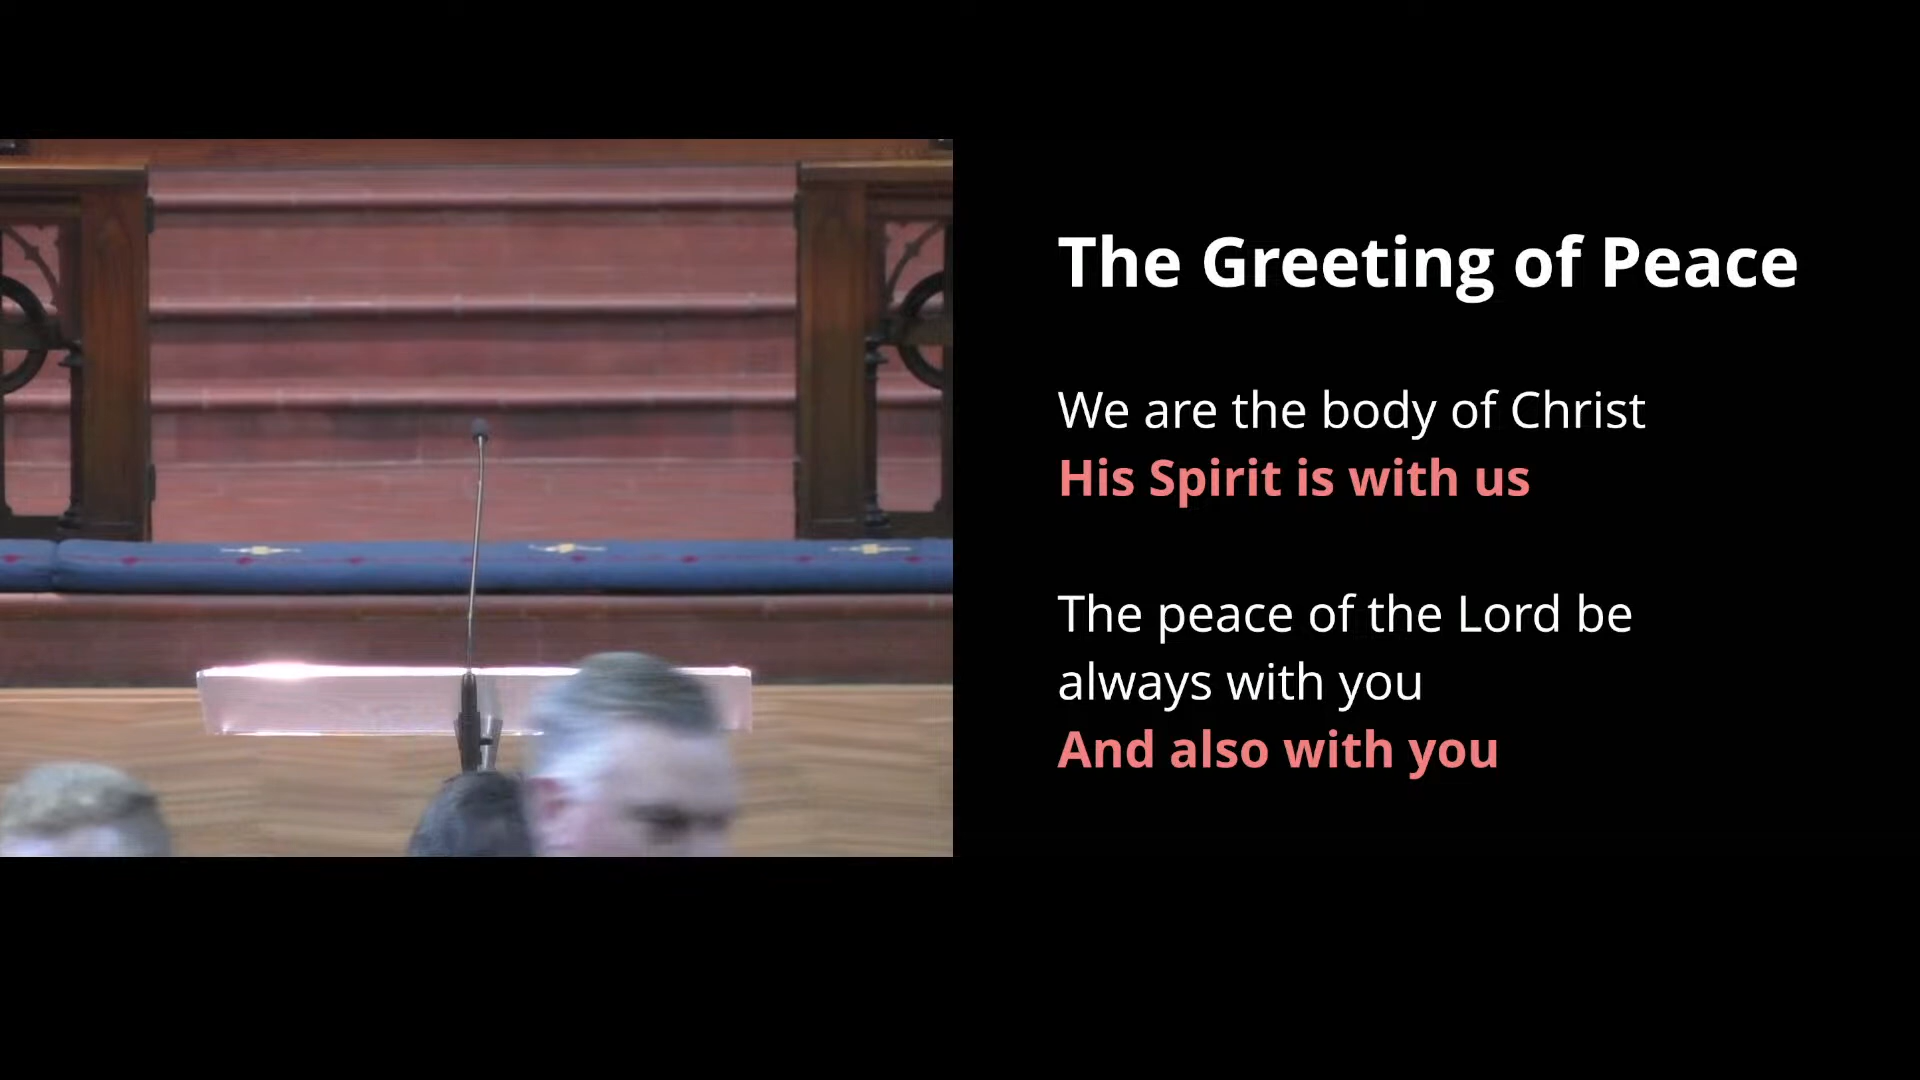 The Greeting of Peace
We are the body of Christ
His Spirit is with us
The peace of the Lord be
always with you
And also with you